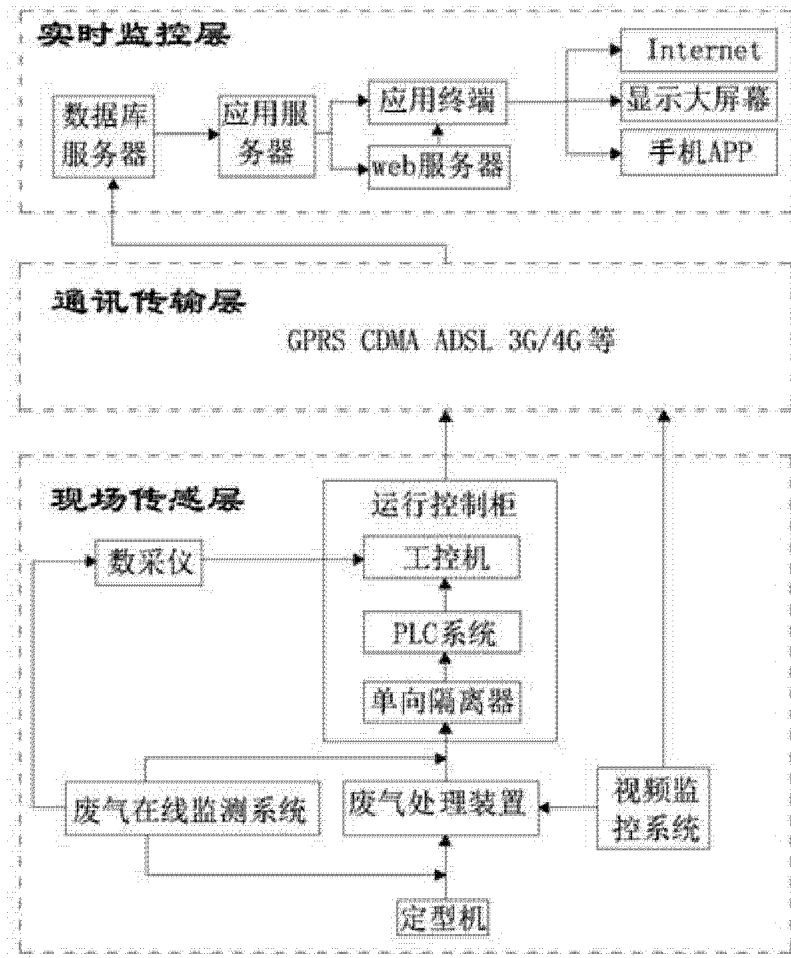 实时监控层
Internet
数据库
服务器
应用服
务器
应用终端
web服务器
显示大屏幕
手机APP
通讯传输层
GPRS CDMA ADSL 3G/4G 等
现场传感层
运行控制柜
数采仪
工控机
PLC系统
单向隔离器
废气在线监测系统
废气处理装置
视频监
控系统
定型机